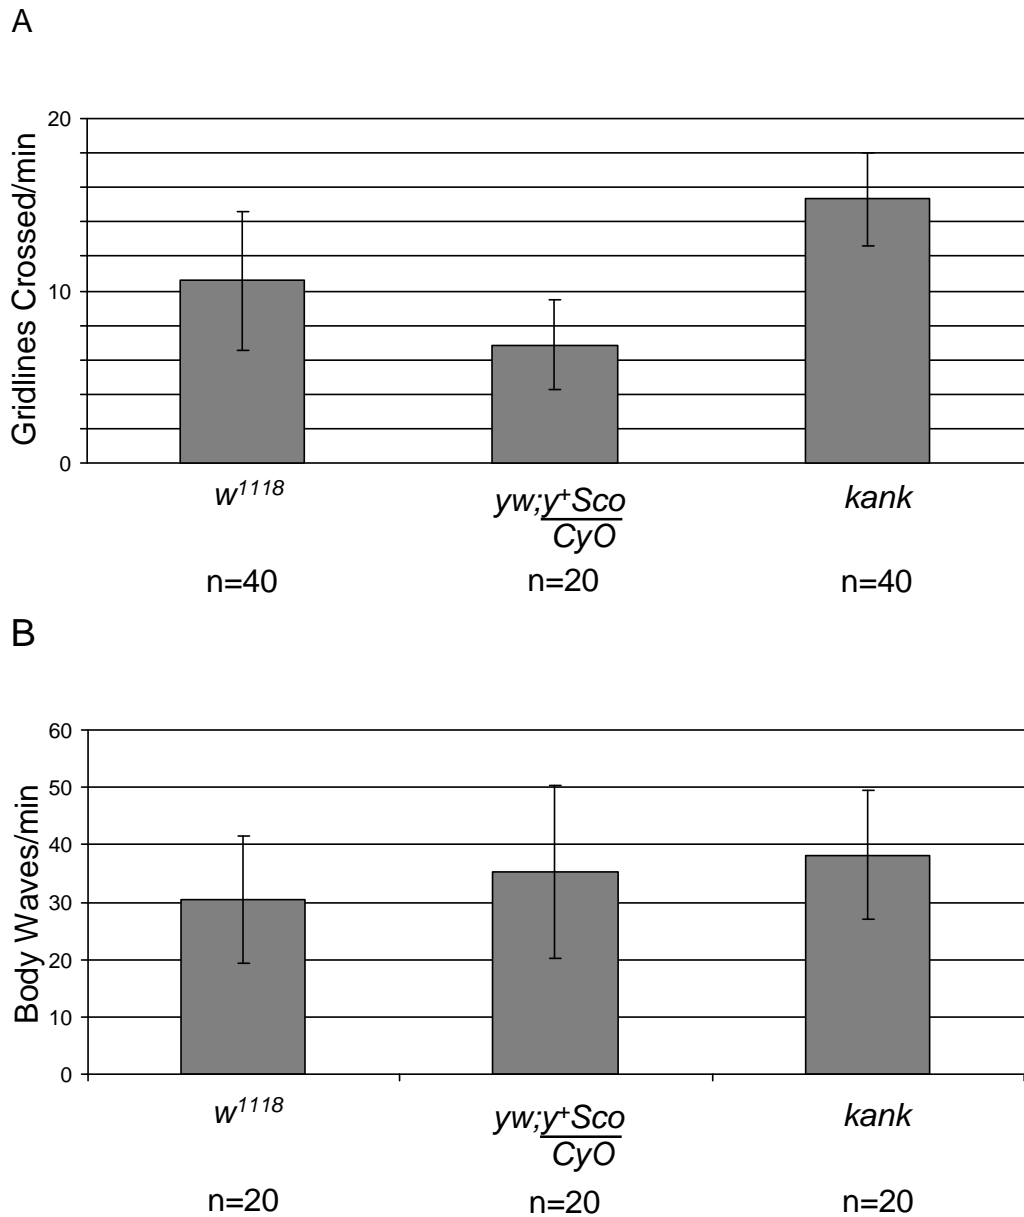 A
Gridlines Crossed/min
20
10
0
w¹¹¹⁸
yw;y⁺Sco
CyO
kank
n=40
n=20
n=40
B
Body Waves/min
60
50
40
30
20
10
0
w¹¹¹⁸
yw;y⁺Sco
CyO
kank
n=20
n=20
n=20